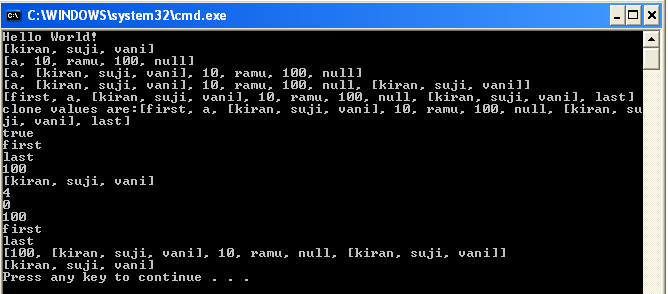 C:\WINDOWS\system32\cmd.exe
Hello World!
[kiran, suji, vani]
[a, 10, ramu, 100, null]
[a, [kiran, suji, vani], 10, ramu, 100, null]
[a, [kiran, suji, vani], 10, ramu, 100, null, [kiran, suji, vani]]
[first, a, [kiran, suji, vani], 10, ramu, 100, null, [kiran, suji, vani], last]
clone values are:[first, a, [kiran, suji, vani], 10, ramu, 100, null, [kiran, su
ji, vani], last]
true
first
last
100
[kiran, suji, vani]
4
0
100
first
last
[100, [kiran, suji, vani], 10, ramu, null, [kiran, suji, vani]]
[kiran, suji, vani]
Press any key to continue . . .